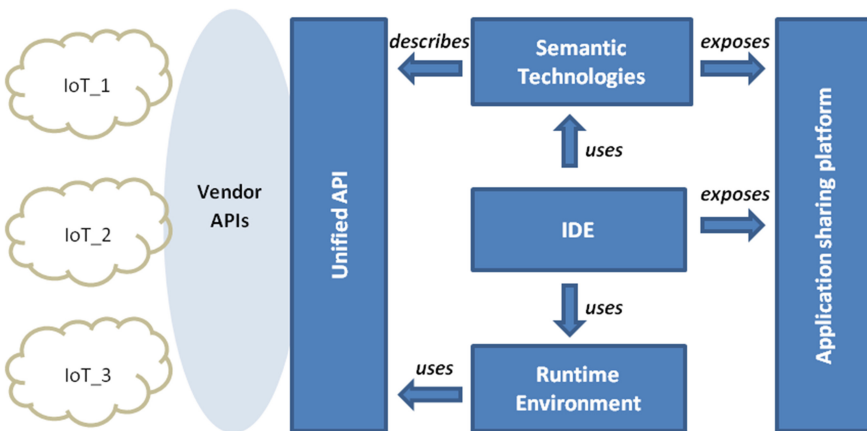 IoT_1
IoT_2
IoT_3
Vendor
APIs
Unified API
describes
Semantic
Technologies
exposes
uses
IDE
exposes
uses
uses
Runtime
Environment
Application sharing platform